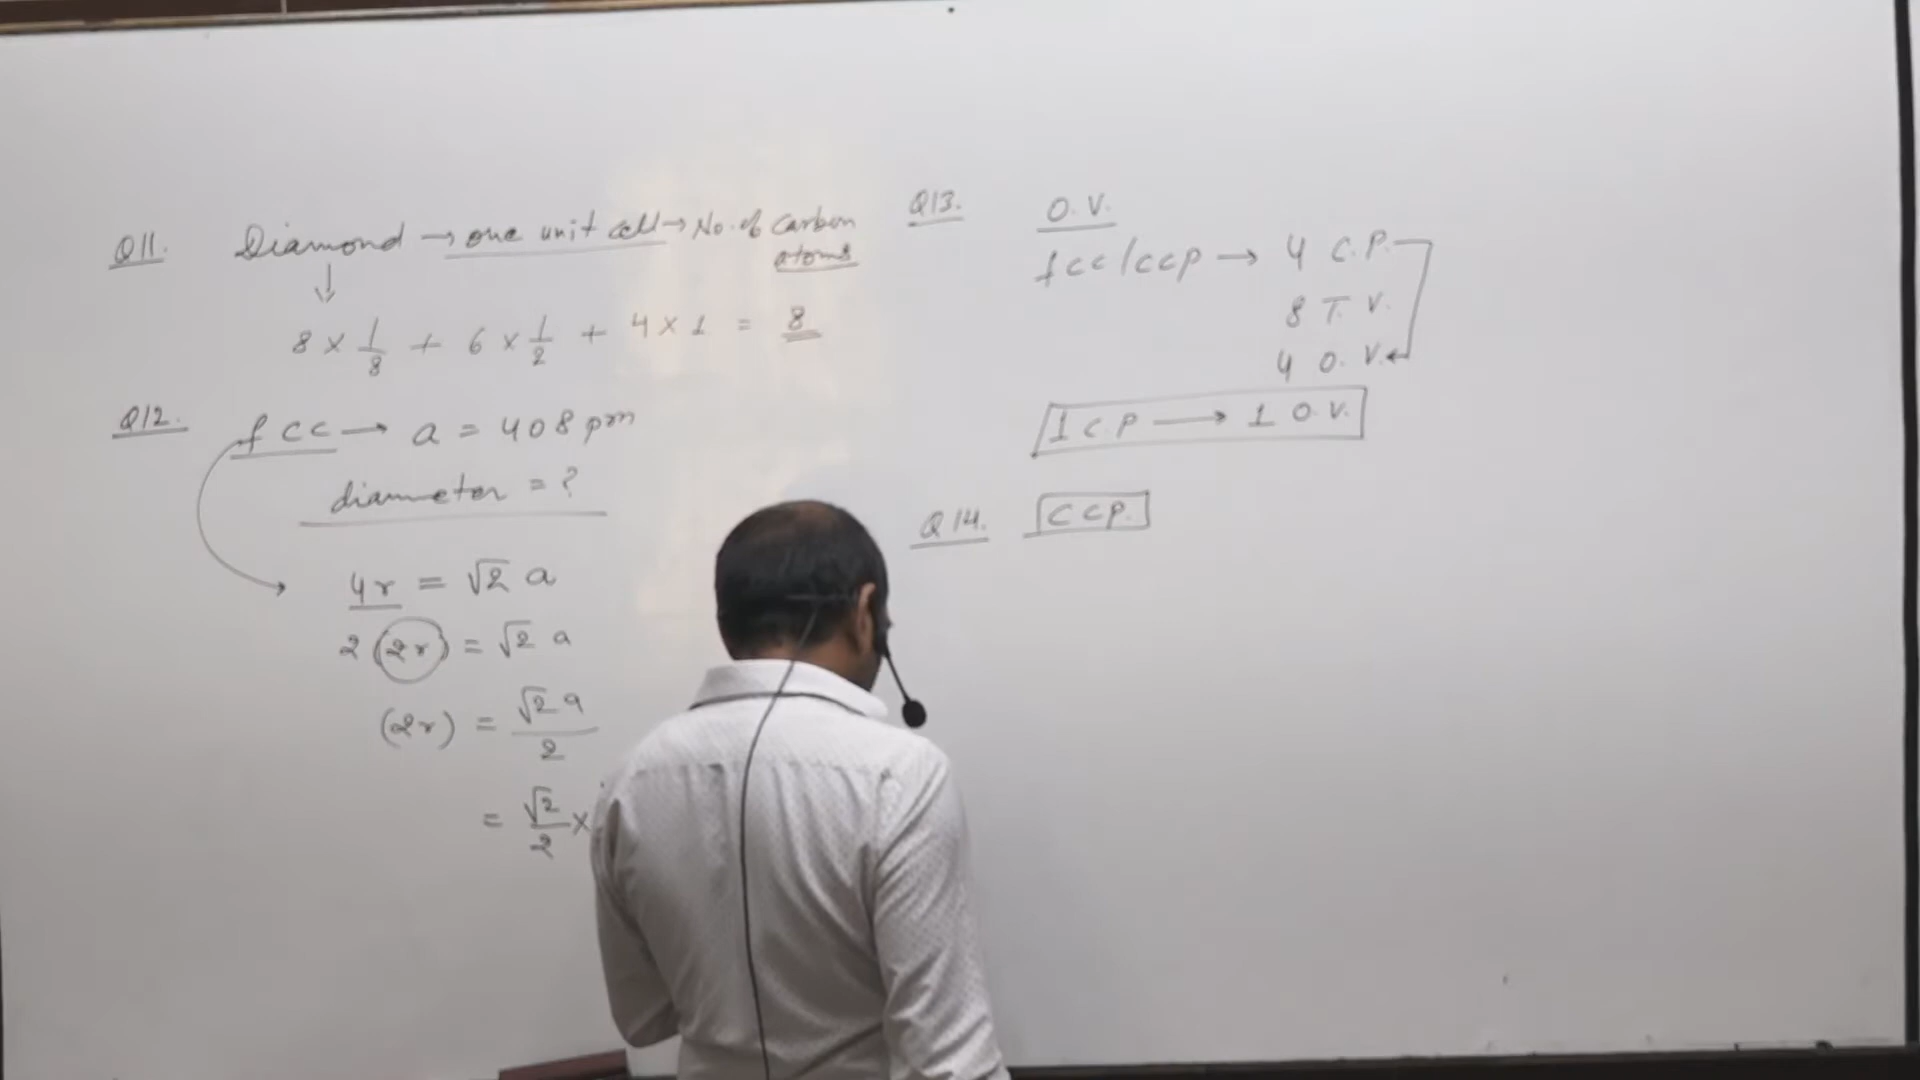 Q11. Diamond → one unit cell → No. of Carbon
atoms
↓
8 × 1/8 + 6 × 1/2 + 4 × 1 = 8
Q12. fcc → a = 408 pm
diameter = ?
4r = √2 a
2 (2r) = √2 a
(2r) = √2 a / 2
= √2/2 ×
Q13. O.V.
fcc/ccp → 4 C.P.
8 T.V.
4 O.V.
1 C P → 1 O.V.
Q14. CCP.